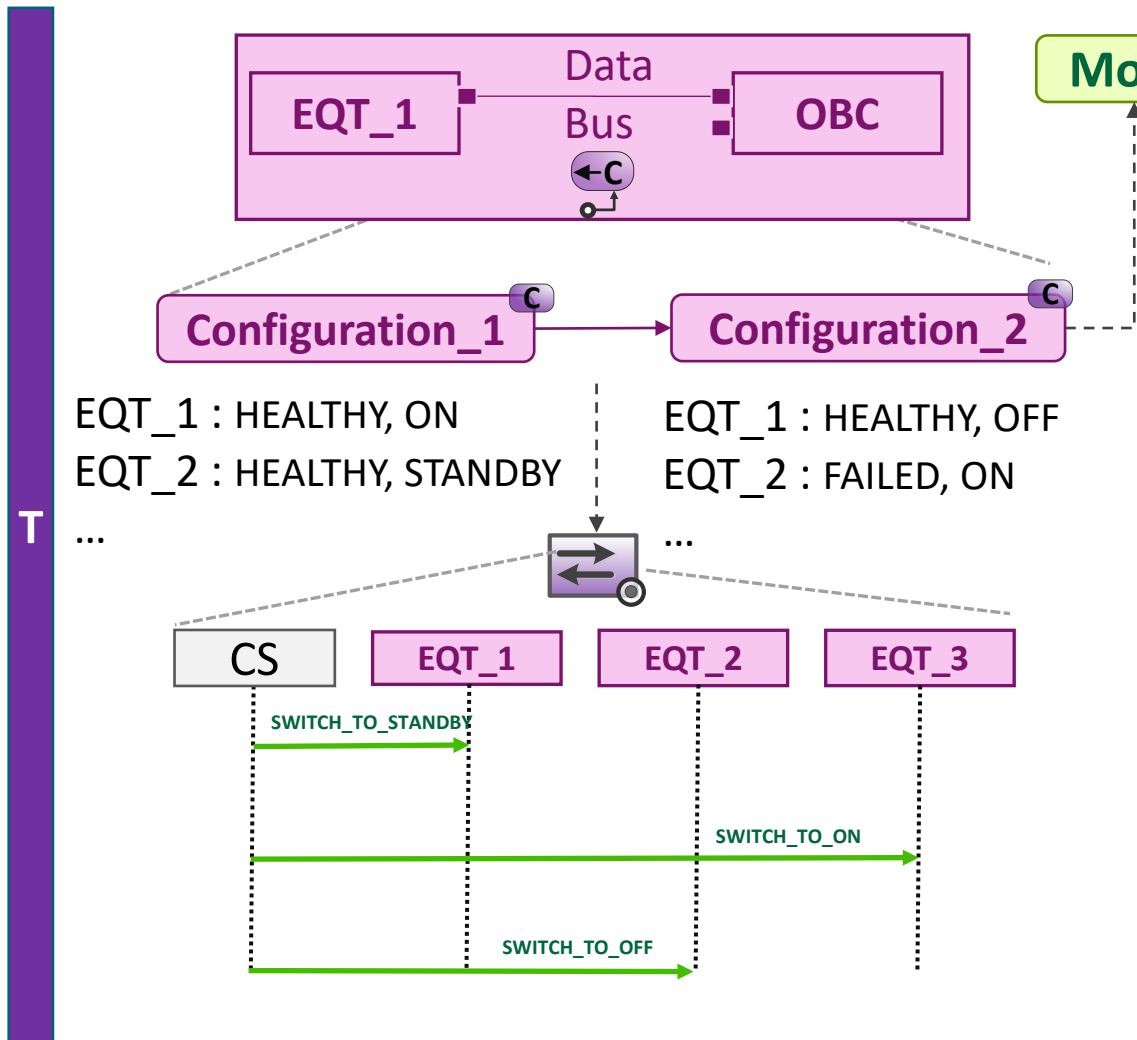 T
Data
Bus
EQT_1
OBC
Mo
C
C
Configuration_1
C
Configuration_2
EQT_1 : HEALTHY, ON
EQT_2 : HEALTHY, STANDBY
...
EQT_1 : HEALTHY, OFF
EQT_2 : FAILED, ON
...
CS
EQT_1
EQT_2
EQT_3
SWITCH_TO_STANDBY
SWITCH_TO_ON
SWITCH_TO_OFF